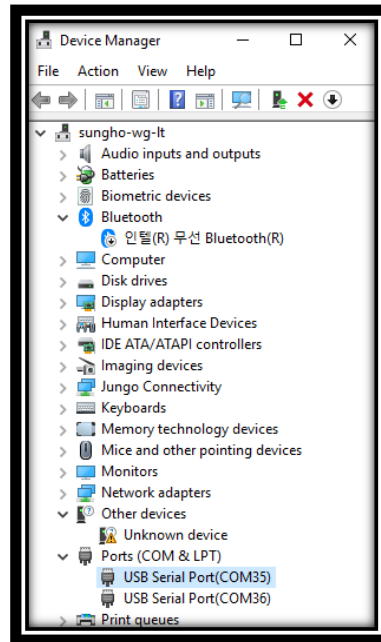 Device Manager
File Action View Help
sungho-wg-lt
Audio inputs and outputs
Batteries
Biometric devices
Bluetooth
인텔(R) 무선 Bluetooth(R)
Computer
Disk drives
Display adapters
Human Interface Devices
IDE ATA/ATAPI controllers
Imaging devices
Jungo Connectivity
Keyboards
Memory technology devices
Mice and other pointing devices
Monitors
Network adapters
Other devices
Unknown device
Ports (COM & LPT)
USB Serial Port(COM35)
USB Serial Port(COM36)
Print queues